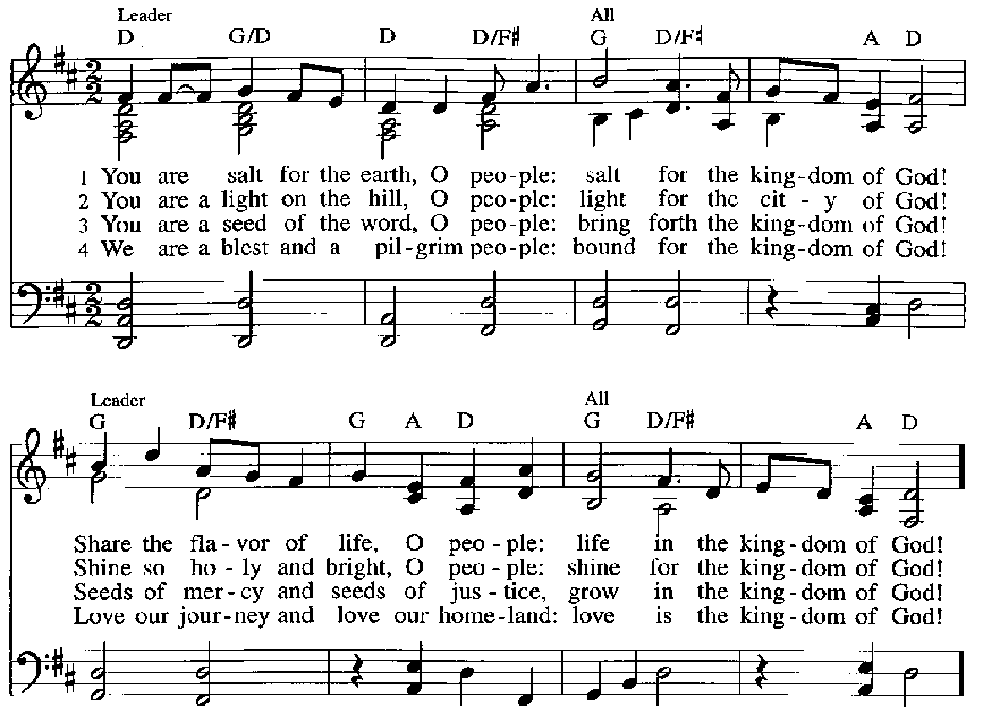 Leader All
D G/D D D/F♯ G D/F♯ A D
1 You are salt for the earth, O peo-ple: salt for the king-dom of God!
2 You are a light on the hill, O peo-ple: light for the cit - y of God!
3 You are a seed of the word, O peo-ple: bring forth the king-dom of God!
4 We are a blest and a pil-grim peo-ple: bound for the king-dom of God!
Leader All
G D/F♯ G A D G D/F♯ A D
Share the fla - vor of life, O peo - ple: life in the king-dom of God!
Shine so ho - ly and bright, O peo - ple: shine for the king-dom of God!
Seeds of mer - cy and seeds of jus - tice, grow in the king-dom of God!
Love our jour-ney and love our home-land: love is the king-dom of God!